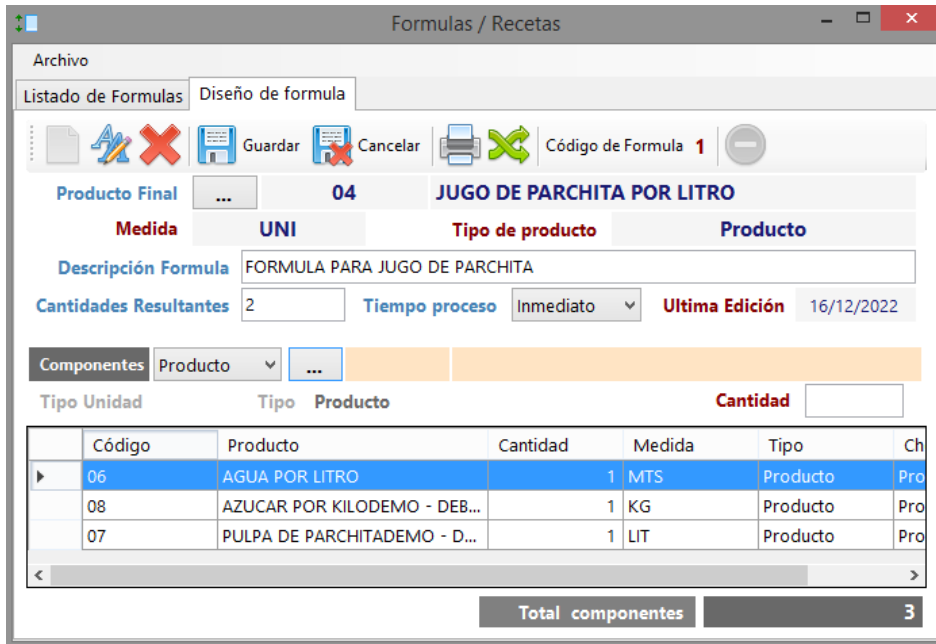 Formulas / Recetas
Archivo
Listado de Formulas Diseño de formula
Guardar Cancelar Código de Formula 1
Producto Final ... 04 JUGO DE PARCHITA POR LITRO
Medida UNI Tipo de producto Producto
Descripción Formula FORMULA PARA JUGO DE PARCHITA
Cantidades Resultantes 2 Tiempo proceso Inmediato Ultima Edición 16/12/2022
Componentes Producto ...
Tipo Unidad Tipo Producto Cantidad
Código Producto Cantidad Medida Tipo Ch
06 AGUA POR LITRO 1 MTS Producto Pro
08 AZUCAR POR KILODEMO - DEB... 1 KG Producto Pro
07 PULPA DE PARCHITADEMO - D... 1 LIT Producto Pro
Total componentes 3